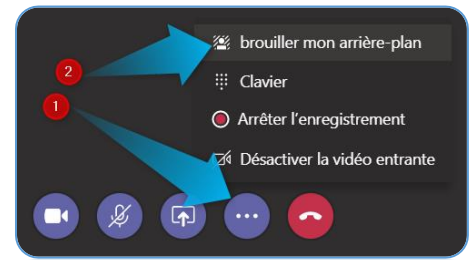 brouiller mon arrière-plan
2
Clavier
1
Arrêter l'enregistrement
Désactiver la vidéo entrante